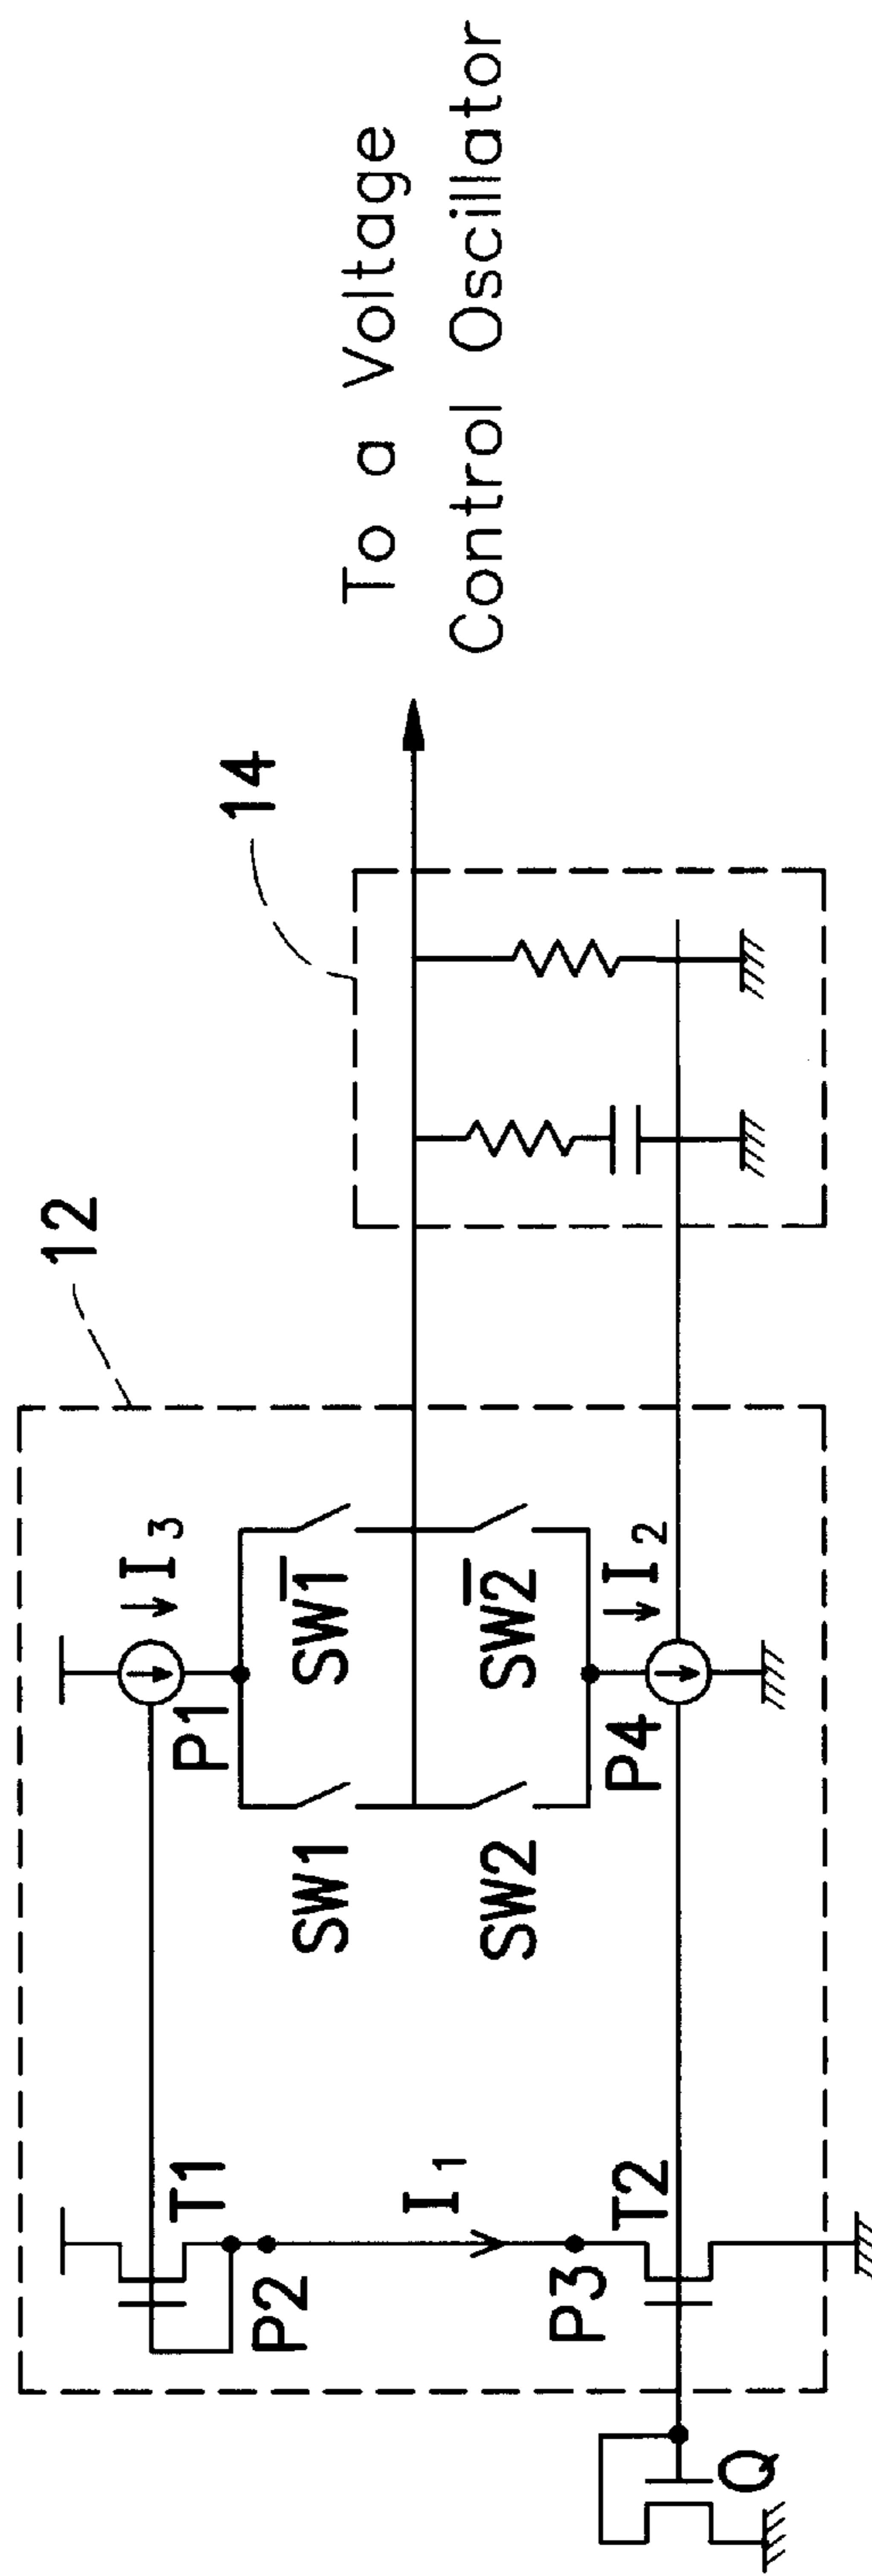 12
14
I3
P1
SW1
SW1̅
SW2
SW2̅
P4
I2
T1
P2
I1
P3
T2
Q
To a Voltage
Control Oscillator